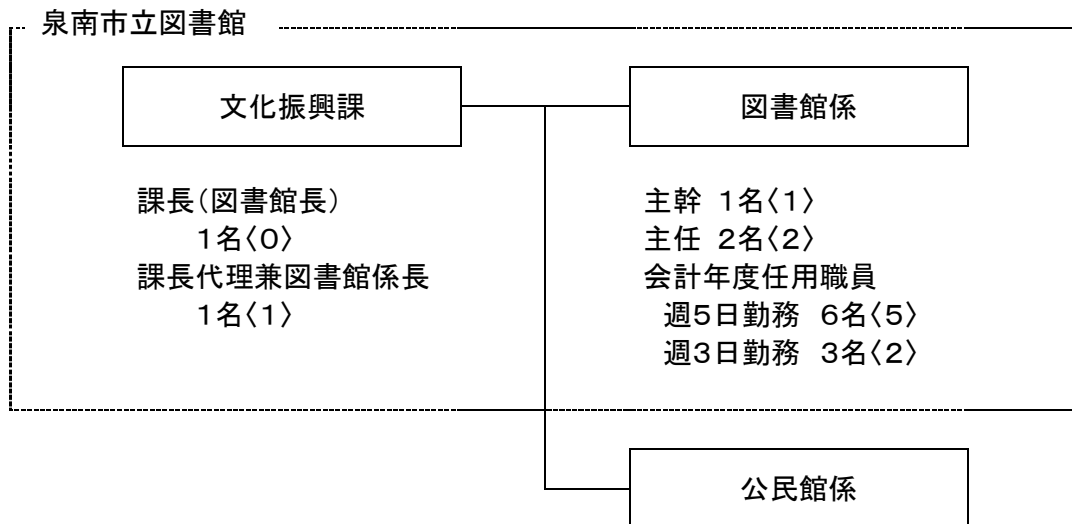 泉南市立図書館
文化振興課
図書館係
課長(図書館長)
1名〈0〉
課長代理兼図書館係長
1名〈1〉
主幹 1名〈1〉
主任 2名〈2〉
会計年度任用職員
週5日勤務 6名〈5〉
週3日勤務 3名〈2〉
公民館係